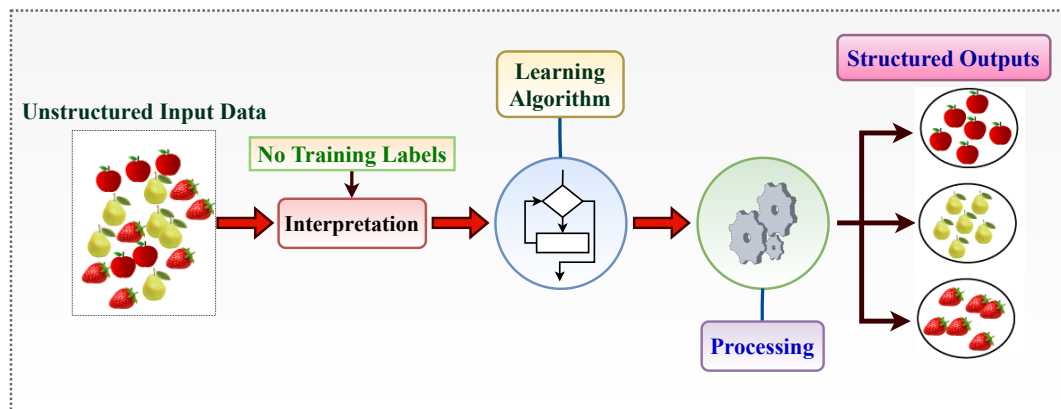 Unstructured Input Data
No Training Labels
Interpretation
Learning
Algorithm
Processing
Structured Outputs